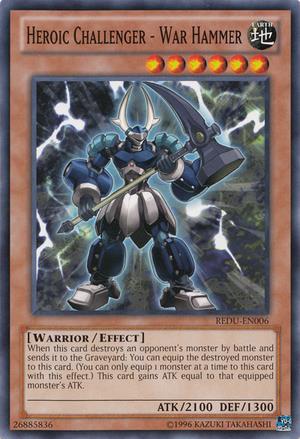 Heroic Challenger - War Hammer
EARTH
地
REDU-EN006
[Warrior / Effect]
When this card destroys an opponent's monster by battle and
sends it to the Graveyard: You can equip the destroyed monster
to this card. (You can only equip 1 monster at a time to this card
with this effect.) This card gains ATK equal to that equipped
monster's ATK.
ATK/2100 DEF/1300
26885836
©1996 KAZUKI TAKAHASHI